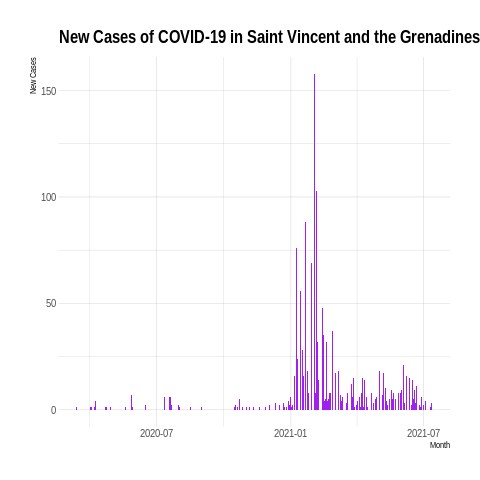 New Cases of COVID-19 in Saint Vincent and the Grenadines
New Cases
150
100
50
0
2020-07 2021-01 2021-07
Month